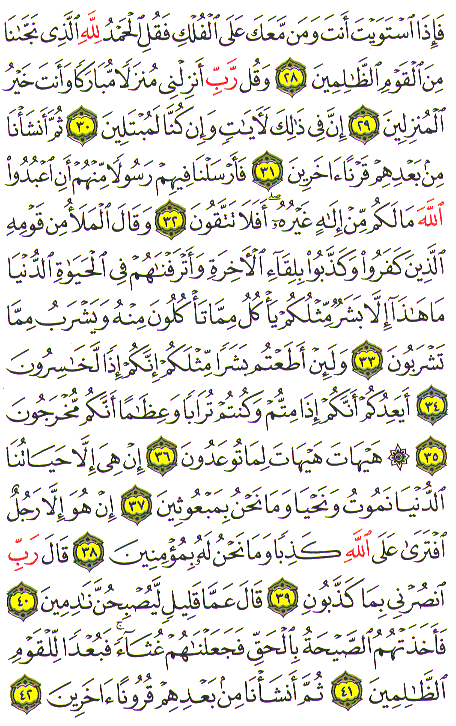 فَإِذَا ٱسْتَوَيْتَ أَنتَ وَمَن مَّعَكَ عَلَى ٱلْفُلْكِ فَقُلِ ٱلْحَمْدُ لِلَّهِ ٱلَّذِى نَجَّىٰنَا
مِنَ ٱلْقَوْمِ ٱلظَّـٰلِمِينَ ٢٨ وَقُل رَّبِّ أَنزِلْنِى مُنزَلًا مُّبَارَكًا وَأَنتَ خَيْرُ
ٱلْمُنزِلِينَ ٢٩ إِنَّ فِى ذَٰلِكَ لَـَٔايَـٰتٍ وَإِن كُنَّا لَمُبْتَلِينَ ٣٠ ثُمَّ أَنشَأْنَا
مِنۢ بَعْدِهِمْ قَرْنًا ءَاخَرِينَ ٣١ فَأَرْسَلْنَا فِيهِمْ رَسُولًا مِّنْهُمْ أَنِ ٱعْبُدُوا۟
ٱللَّهَ مَا لَكُم مِّنْ إِلَـٰهٍ غَيْرُهُۥٓ ۖ أَفَلَا تَتَّقُونَ ٣٢ وَقَالَ ٱلْمَلَأُ مِن قَوْمِهِ
ٱلَّذِينَ كَفَرُوا۟ وَكَذَّبُوا۟ بِلِقَآءِ ٱلْـَٔاخِرَةِ وَأَتْرَفْنَـٰهُمْ فِى ٱلْحَيَوٰةِ ٱلدُّنْيَا
مَا هَـٰذَآ إِلَّا بَشَرٌ مِّثْلُكُمْ يَأْكُلُ مِمَّا تَأْكُلُونَ مِنْهُ وَيَشْرَبُ مِمَّا
تَشْرَبُونَ ٣٣ وَلَئِنْ أَطَعْتُم بَشَرًا مِّثْلَكُمْ إِنَّكُمْ إِذًا لَّخَـٰسِرُونَ
٣٤ أَيَعِدُكُمْ أَنَّكُمْ إِذَا مِتُّمْ وَكُنتُمْ تُرَابًا وَعِظَـٰمًا أَنَّكُم مُّخْرَجُونَ
٣٥ ۞ هَيْهَاتَ هَيْهَاتَ لِمَا تُوعَدُونَ ٣٦ إِنْ هِىَ إِلَّا حَيَاتُنَا
ٱلدُّنْيَا نَمُوتُ وَنَحْيَا وَمَا نَحْنُ بِمَبْعُوثِينَ ٣٧ إِنْ هُوَ إِلَّا رَجُلٌ
ٱفْتَرَىٰ عَلَى ٱللَّهِ كَذِبًا وَمَا نَحْنُ لَهُۥ بِمُؤْمِنِينَ ٣٨ قَالَ رَبِّ
ٱنصُرْنِى بِمَا كَذَّبُونِ ٣٩ قَالَ عَمَّا قَلِيلٍ لَّيُصْبِحُنَّ نَـٰدِمِينَ ٤٠
فَأَخَذَتْهُمُ ٱلصَّيْحَةُ بِٱلْحَقِّ فَجَعَلْنَـٰهُمْ غُثَآءً ۚ فَبُعْدًا لِّلْقَوْمِ
ٱلظَّـٰلِمِينَ ٤١ ثُمَّ أَنشَأْنَا مِنۢ بَعْدِهِمْ قُرُونًا ءَاخَرِينَ ٤٢